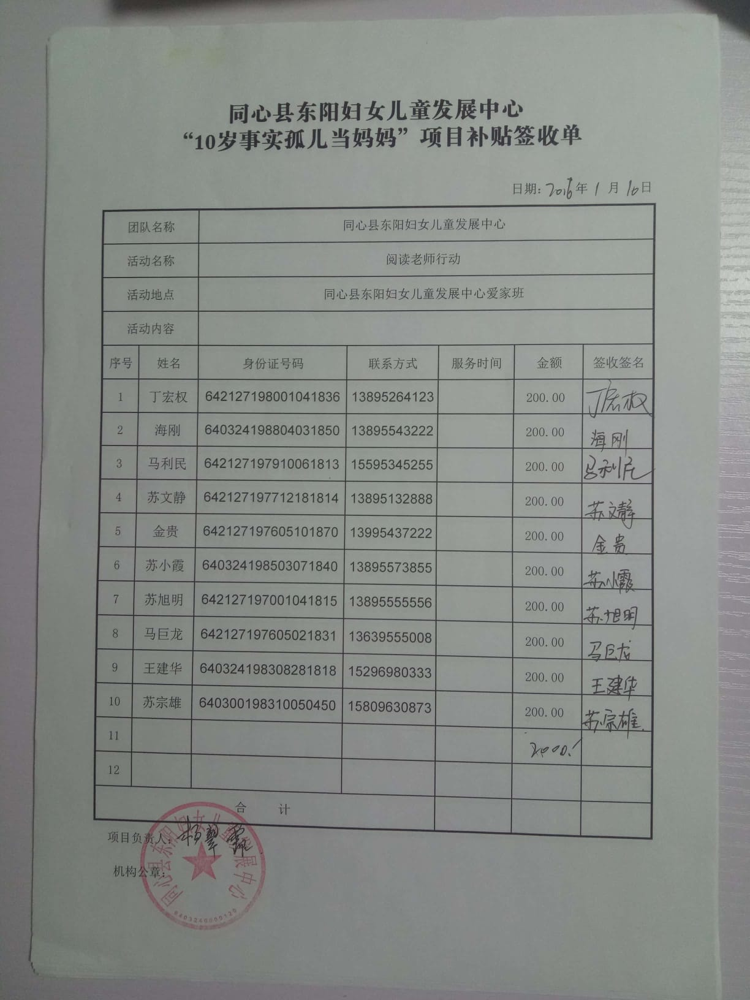 同心县东阳妇女儿童发展中心
“10岁事实孤儿当妈妈”项目补贴签收单
日期：2016年1月10日
团队名称 同心县东阳妇女儿童发展中心
活动名称 阅读老师行动
活动地点 同心县东阳妇女儿童发展中心爱家班
活动内容
序号 姓名 身份证号码 联系方式 服务时间 金额 签收签名
1 丁宏权 642127198001041836 13895264123 200.00 丁宏权
2 海刚 640324198804031850 13895543222 200.00 海刚
3 马利民 642127197910061813 15595345255 200.00 马利民
4 苏文静 642127197712181814 13895132888 200.00 苏文静
5 金贵 642127197605101870 13995437222 200.00 金贵
6 苏小霞 640324198503071840 13895573855 200.00 苏小霞
7 苏旭明 642127197001041815 13895555556 200.00 苏旭明
8 马巨龙 642127197605021831 13639555008 200.00 马巨龙
9 王建华 640324198308281818 15296980333 200.00 王建华
10 苏宗雄 640300198310050450 15809630873 200.00 苏宗雄.
11 2000.
12
合 计
项目负责人：
机构公章：
同心县东阳妇女儿童发展中心
6403240000120